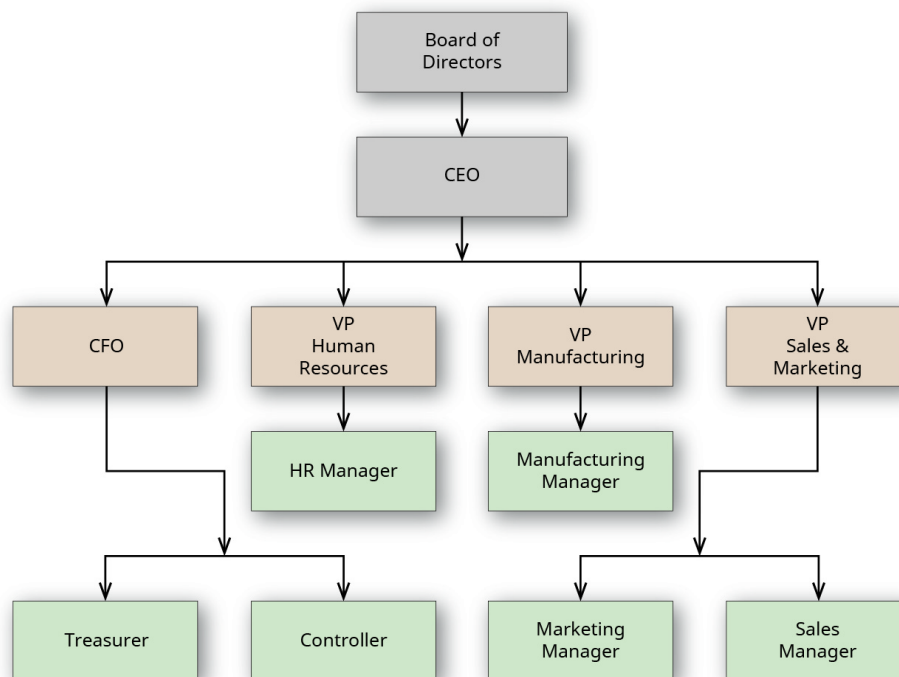 Board of
Directors
CEO
CFO
VP
Human
Resources
VP
Manufacturing
VP
Sales &
Marketing
HR Manager
Manufacturing
Manager
Treasurer
Controller
Marketing
Manager
Sales
Manager